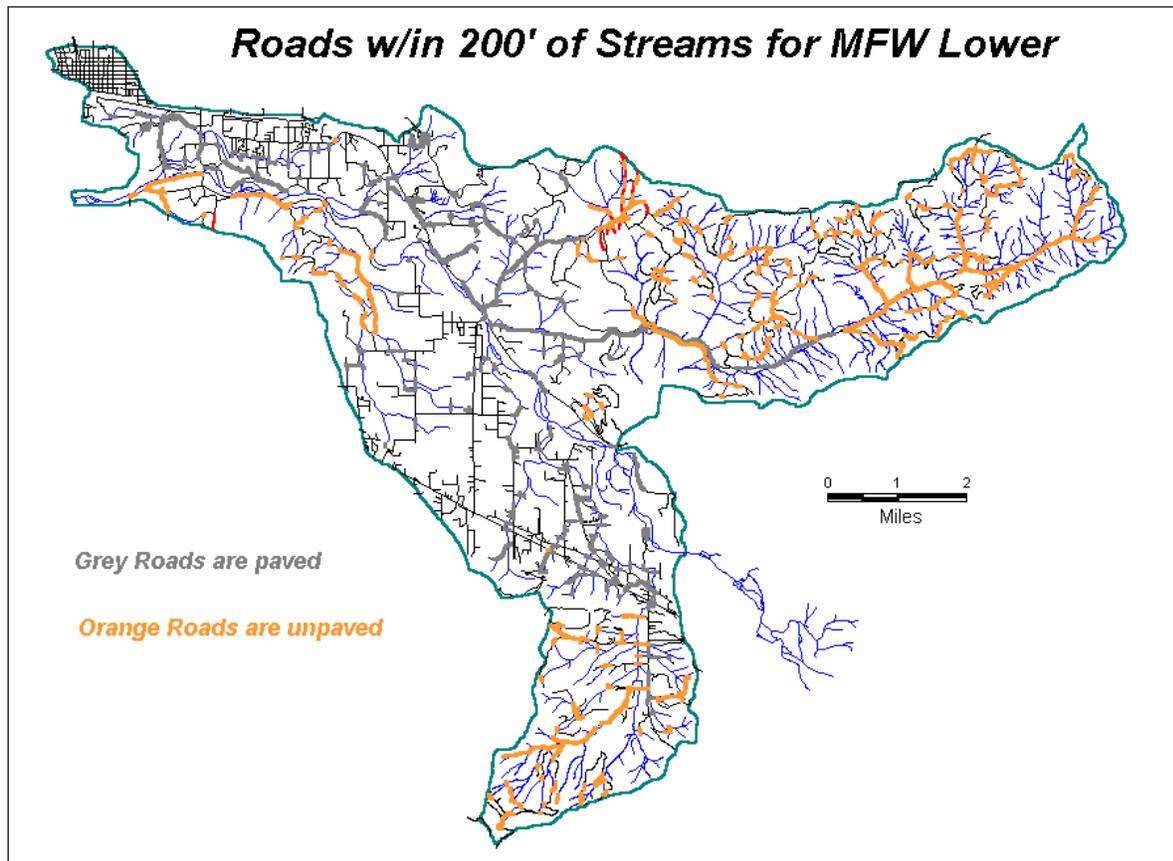 Roads w/in 200' of Streams for MFW Lower
0 1 2
Miles
Grey Roads are paved
Orange Roads are unpaved